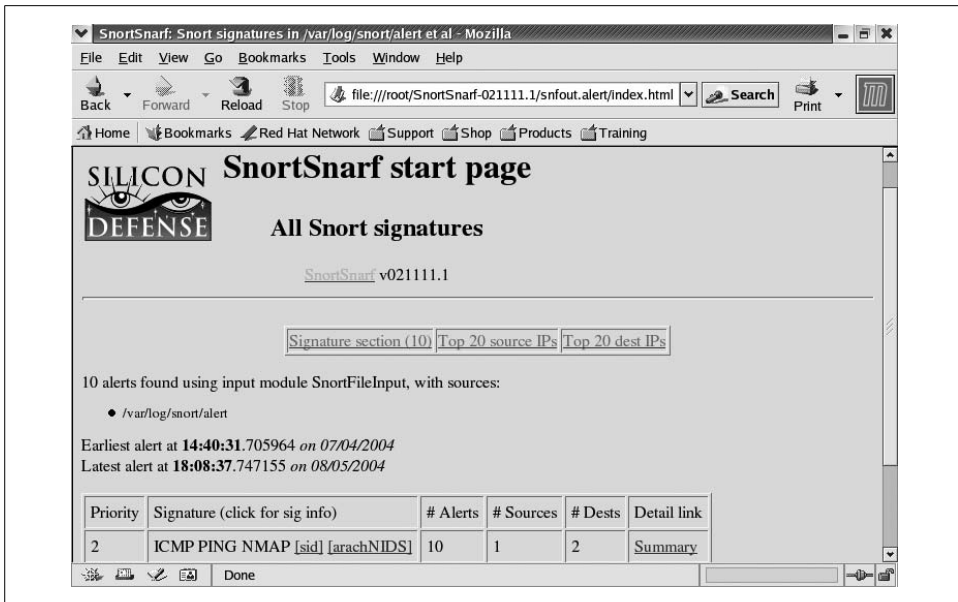 SnortSnarf: Snort signatures in /var/log/snort/alert et al - Mozilla
File Edit View Go Bookmarks Tools Window Help
Back Forward Reload Stop file:///root/SnortSnarf-021111.1/snfout.alert/index.html Search Print
Home Bookmarks Red Hat Network Support Shop Products Training
SILICON DEFENSE
SnortSnarf start page
All Snort signatures
SnortSnarf v021111.1
Signature section (10) Top 20 source IPs Top 20 dest IPs
10 alerts found using input module SnortFileInput, with sources:
/var/log/snort/alert
Earliest alert at 14:40:31.705964 on 07/04/2004
Latest alert at 18:08:37.747155 on 08/05/2004
Priority Signature (click for sig info) # Alerts # Sources # Dests Detail link
2 ICMP PING NMAP [sid] [arachNIDS] 10 1 2 Summary
Done